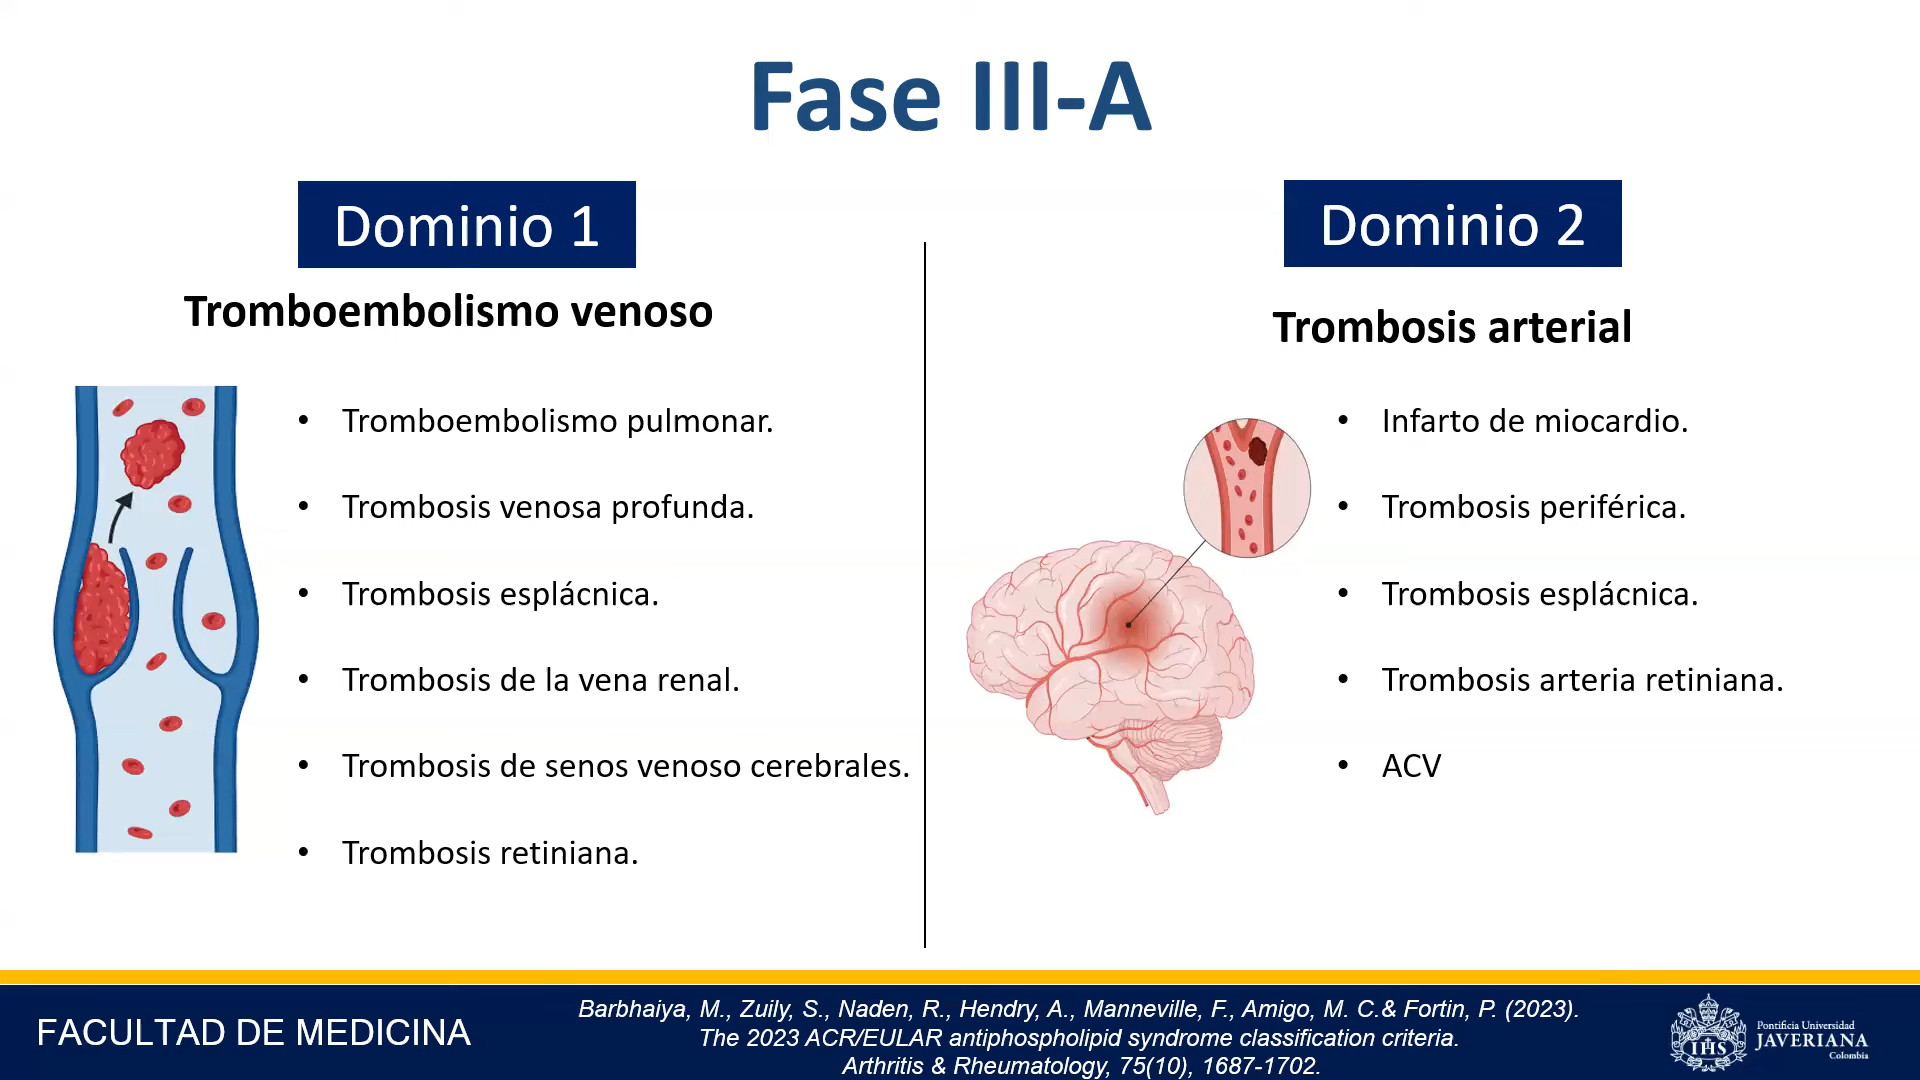 Fase III-A
Dominio 1
Tromboembolismo venoso
• Tromboembolismo pulmonar.
• Trombosis venosa profunda.
• Trombosis esplácnica.
• Trombosis de la vena renal.
• Trombosis de senos venoso cerebrales.
• Trombosis retiniana.
Dominio 2
Trombosis arterial
• Infarto de miocardio.
• Trombosis periférica.
• Trombosis esplácnica.
• Trombosis arteria retiniana.
• ACV
FACULTAD DE MEDICINA
Barbhaiya, M., Zuily, S., Naden, R., Hendry, A., Manneville, F., Amigo, M. C.& Fortin, P. (2023).
The 2023 ACR/EULAR antiphospholipid syndrome classification criteria.
Arthritis & Rheumatology, 75(10), 1687-1702.
IHS
Pontificia Universidad
JAVERIANA
Colombia